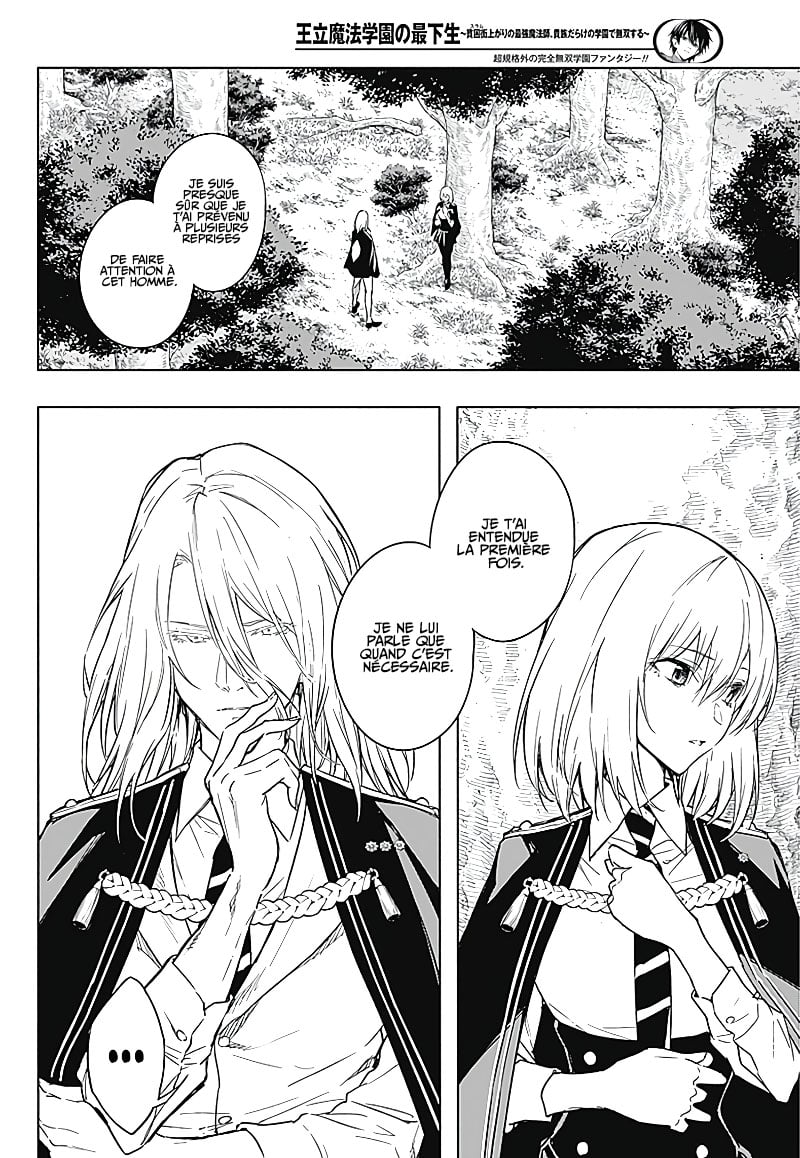 王立魔法学園の最下生~貧困街上がりの最強魔法師、貴族だらけの学園で無双する~
スラム
超規格外の完全無双学園ファンタジー!!
JE SUIS
PRESQUE
SÛR QUE JE
T'AI PRÉVENU
À PLUSIEURS
REPRISES
DE FAIRE
ATTENTION À
CET HOMME.
JE T'AI
ENTENDUE
LA PREMIÈRE
FOIS.
JE NE LUI
PARLE QUE
QUAND C'EST
NÉCESSAIRE.
...